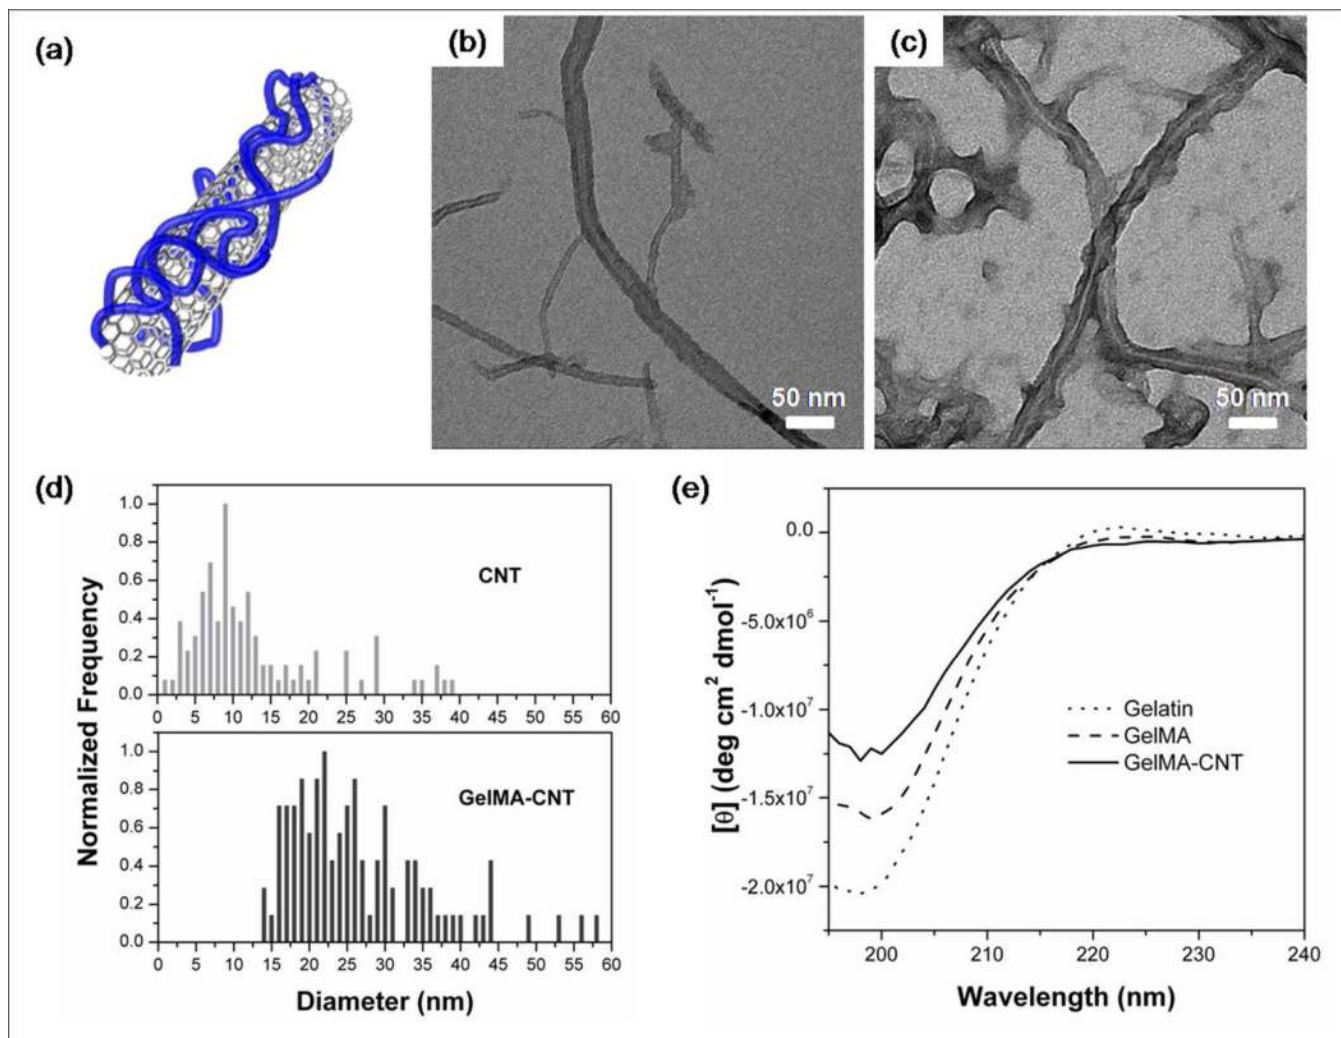 (a)
(b)
(c)
50 nm
50 nm
(d)
(e)
Normalized Frequency
1.0
0.8
0.6
0.4
0.2
0.0
CNT
0 5 10 15 20 25 30 35 40 45 50 55 60
1.0
0.8
0.6
0.4
0.2
0.0
GelMA-CNT
0 5 10 15 20 25 30 35 40 45 50 55 60
Diameter (nm)
[θ] (deg cm² dmol⁻¹)
0.0
-5.0x10⁶
-1.0x10⁷
-1.5x10⁷
-2.0x10⁷
Gelatin
GelMA
GelMA-CNT
200 210 220 230 240
Wavelength (nm)